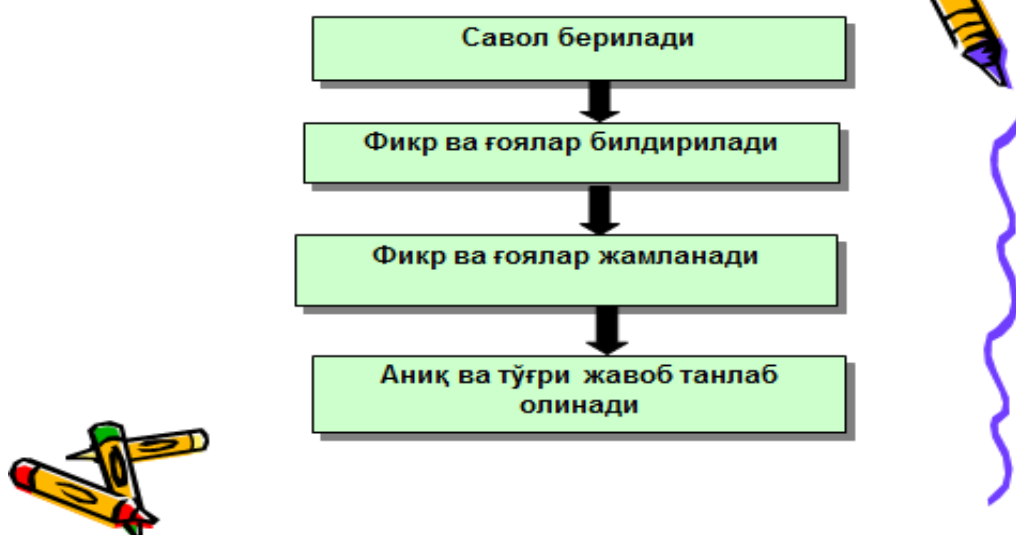 Савол берилади
Фикр ва ғоялар билдирилади
Фикр ва ғоялар жамланади
Аниқ ва тўғри жавоб танлаб
олинади